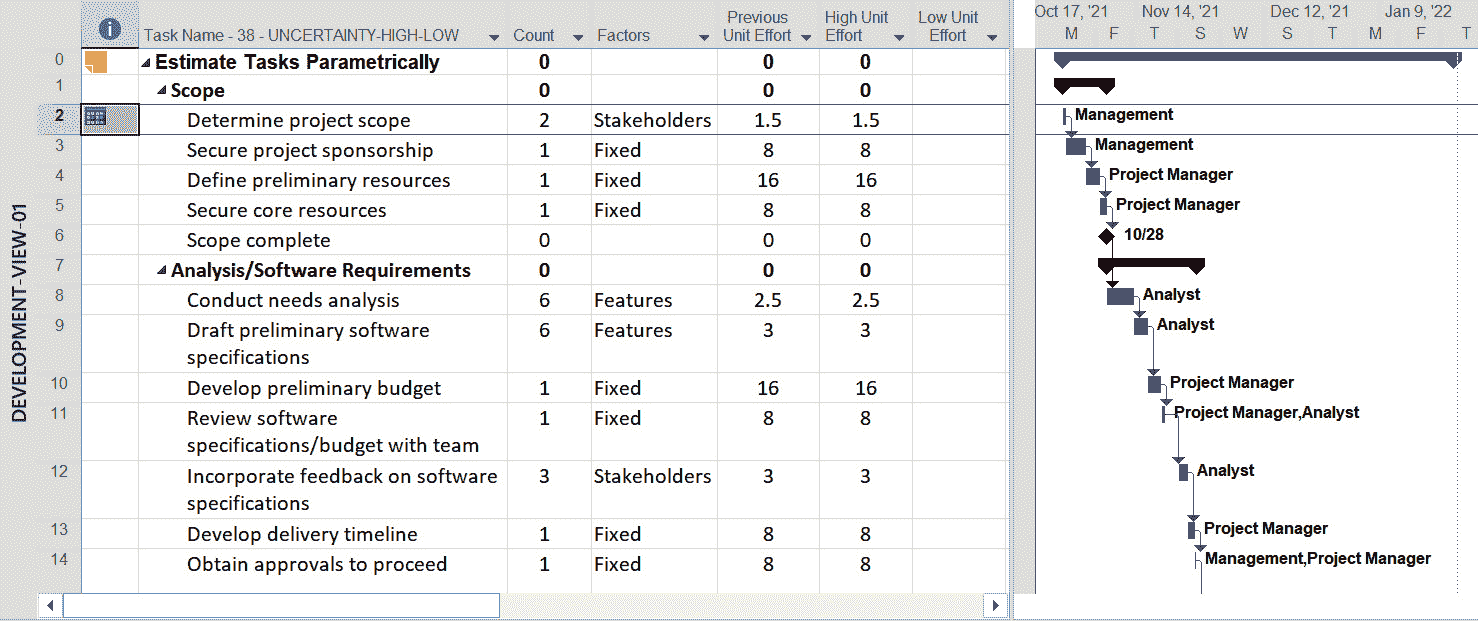 DEVELOPMENT-VIEW-01
Task Name - 38 - UNCERTAINTY-HIGH-LOW Count Factors Previous Unit Effort High Unit Effort Low Unit Effort
Oct 17, '21 Nov 14, '21 Dec 12, '21 Jan 9, '22
M F T S W S T M F T
0 Estimate Tasks Parametrically 0 0 0
1 Scope 0 0 0
2 Determine project scope 2 Stakeholders 1.5 1.5 Management
3 Secure project sponsorship 1 Fixed 8 8 Management
4 Define preliminary resources 1 Fixed 16 16 Project Manager
5 Secure core resources 1 Fixed 8 8 Project Manager
6 Scope complete 0 0 0 10/28
7 Analysis/Software Requirements 0 0 0
8 Conduct needs analysis 6 Features 2.5 2.5 Analyst
9 Draft preliminary software 6 Features 3 3 Analyst
specifications
10 Develop preliminary budget 1 Fixed 16 16 Project Manager
11 Review software 1 Fixed 8 8 Project Manager,Analyst
specifications/budget with team
12 Incorporate feedback on software 3 Stakeholders 3 3 Analyst
specifications
13 Develop delivery timeline 1 Fixed 8 8 Project Manager
14 Obtain approvals to proceed 1 Fixed 8 8 Management,Project Manager